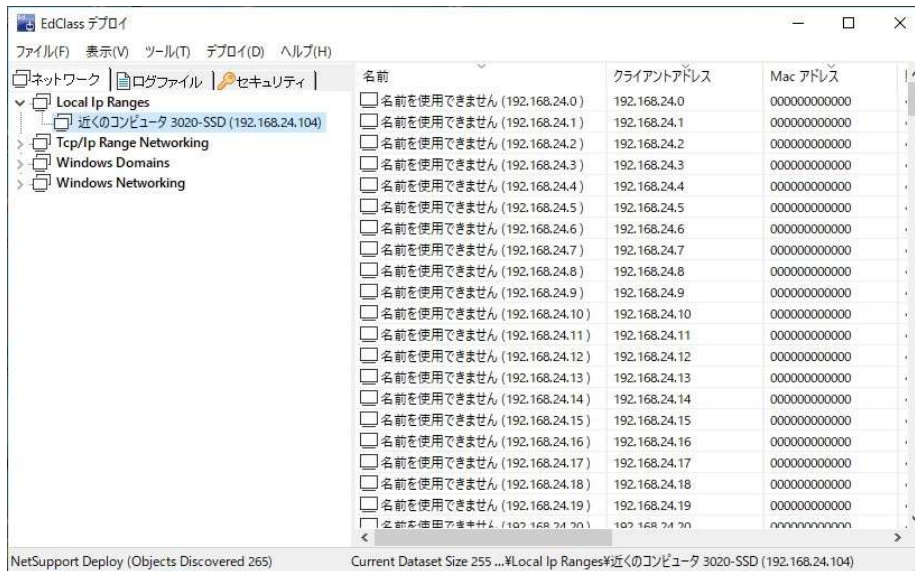 EdClass デプロイ
ファイル(F) 表示(V) ツール(T) デプロイ(D) ヘルプ(H)
ネットワーク ログファイル セキュリティ
Local Ip Ranges
近くのコンピュータ 3020-SSD (192.168.24.104)
Tcp/Ip Range Networking
Windows Domains
Windows Networking
名前 クライアントアドレス Mac アドレス
名前を使用できません (192.168.24.0) 192.168.24.0 000000000000
名前を使用できません (192.168.24.1) 192.168.24.1 000000000000
名前を使用できません (192.168.24.2) 192.168.24.2 000000000000
名前を使用できません (192.168.24.3) 192.168.24.3 000000000000
名前を使用できません (192.168.24.4) 192.168.24.4 000000000000
名前を使用できません (192.168.24.5) 192.168.24.5 000000000000
名前を使用できません (192.168.24.6) 192.168.24.6 000000000000
名前を使用できません (192.168.24.7) 192.168.24.7 000000000000
名前を使用できません (192.168.24.8) 192.168.24.8 000000000000
名前を使用できません (192.168.24.9) 192.168.24.9 000000000000
名前を使用できません (192.168.24.10) 192.168.24.10 000000000000
名前を使用できません (192.168.24.11) 192.168.24.11 000000000000
名前を使用できません (192.168.24.12) 192.168.24.12 000000000000
名前を使用できません (192.168.24.13) 192.168.24.13 000000000000
名前を使用できません (192.168.24.14) 192.168.24.14 000000000000
名前を使用できません (192.168.24.15) 192.168.24.15 000000000000
名前を使用できません (192.168.24.16) 192.168.24.16 000000000000
名前を使用できません (192.168.24.17) 192.168.24.17 000000000000
名前を使用できません (192.168.24.18) 192.168.24.18 000000000000
名前を使用できません (192.168.24.19) 192.168.24.19 000000000000
名前を使用できません (192.168.24.20) 192.168.24.20 000000000000
NetSupport Deploy (Objects Discovered 265) Current Dataset Size 255 ...¥Local Ip Ranges¥近くのコンピュータ 3020-SSD (192.168.24.104)